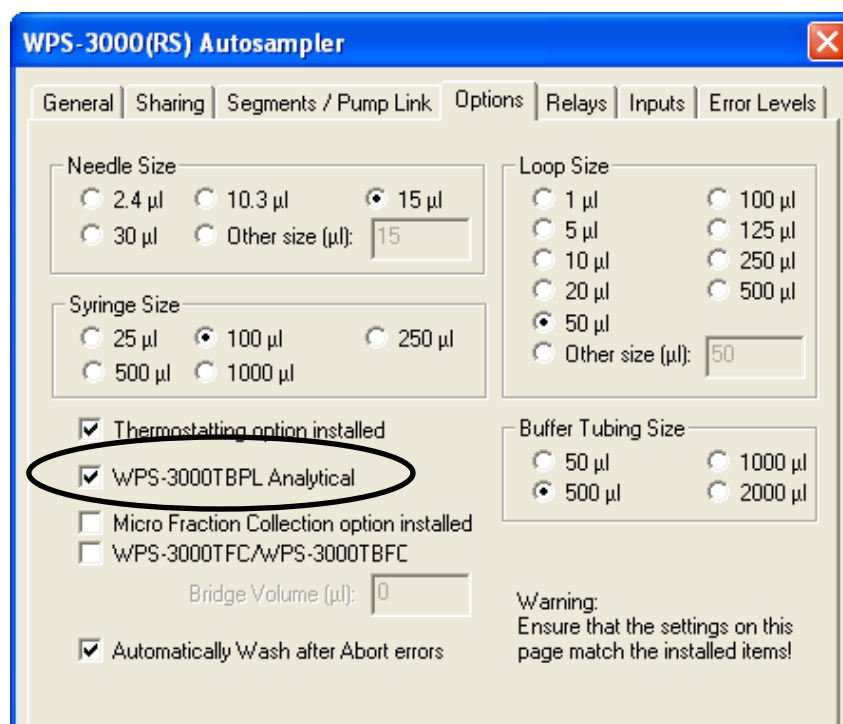 WPS-3000(RS) Autosampler
General Sharing Segments / Pump Link Options Relays Inputs Error Levels
Needle Size
2.4 µl 10.3 µl 15 µl
30 µl Other size (µl): 15
Syringe Size
25 µl 100 µl 250 µl
500 µl 1000 µl
Thermostatting option installed
WPS-3000TBPL Analytical
Micro Fraction Collection option installed
WPS-3000TFC/WPS-3000TBFC
Bridge Volume (µl): 0
Automatically Wash after Abort errors
Loop Size
1 µl 100 µl
5 µl 125 µl
10 µl 250 µl
20 µl 500 µl
50 µl
Other size (µl): 50
Buffer Tubing Size
50 µl 1000 µl
500 µl 2000 µl
Warning:
Ensure that the settings on this
page match the installed items!